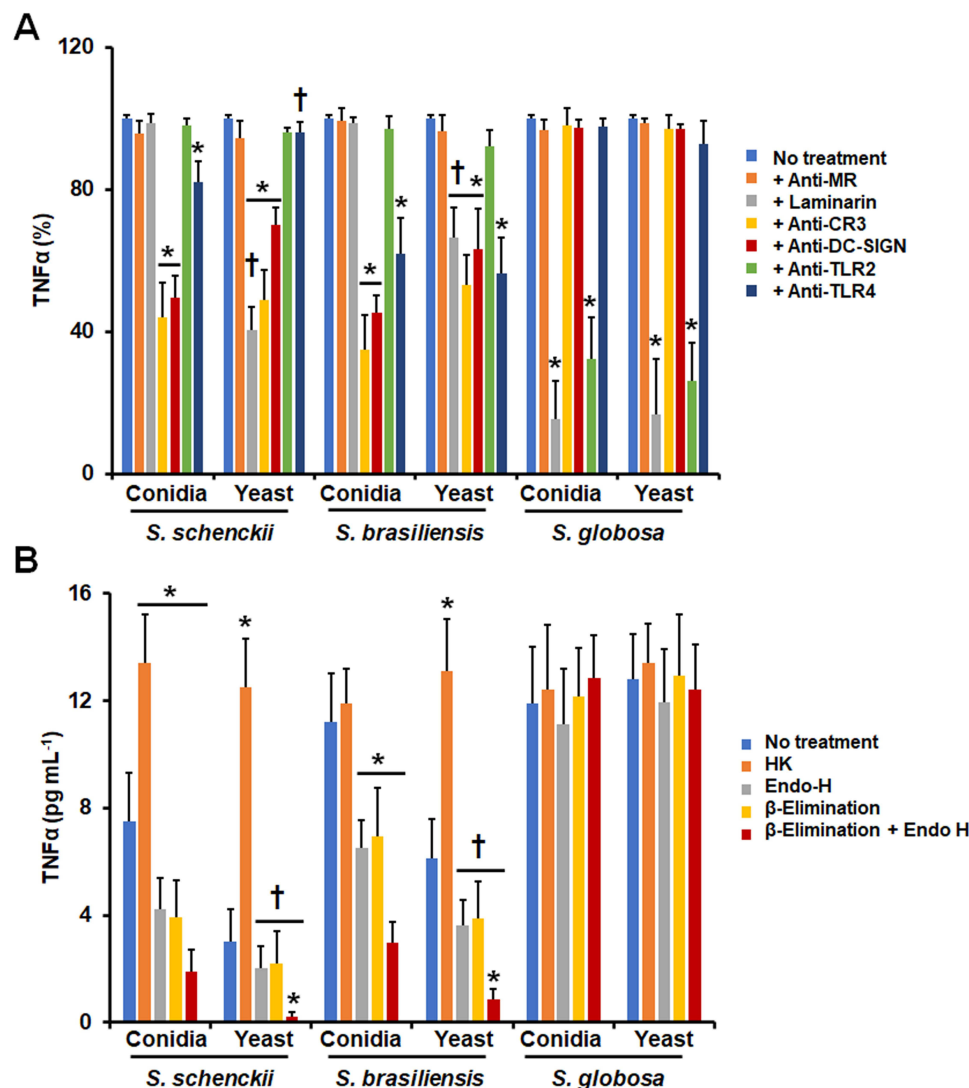 A
TNFα (%)
120
80
40
0
* * † * * † * * † * * * * * *
No treatment
+ Anti-MR
+ Laminarin
+ Anti-CR3
+ Anti-DC-SIGN
+ Anti-TLR2
+ Anti-TLR4
Conidia Yeast Conidia Yeast Conidia Yeast
S. schenckii S. brasiliensis S. globosa
B
TNFα (pg mL-1)
16
12
8
4
0
* * † * * * † *
No treatment
HK
Endo-H
β-Elimination
β-Elimination + Endo H
Conidia Yeast Conidia Yeast Conidia Yeast
S. schenckii S. brasiliensis S. globosa